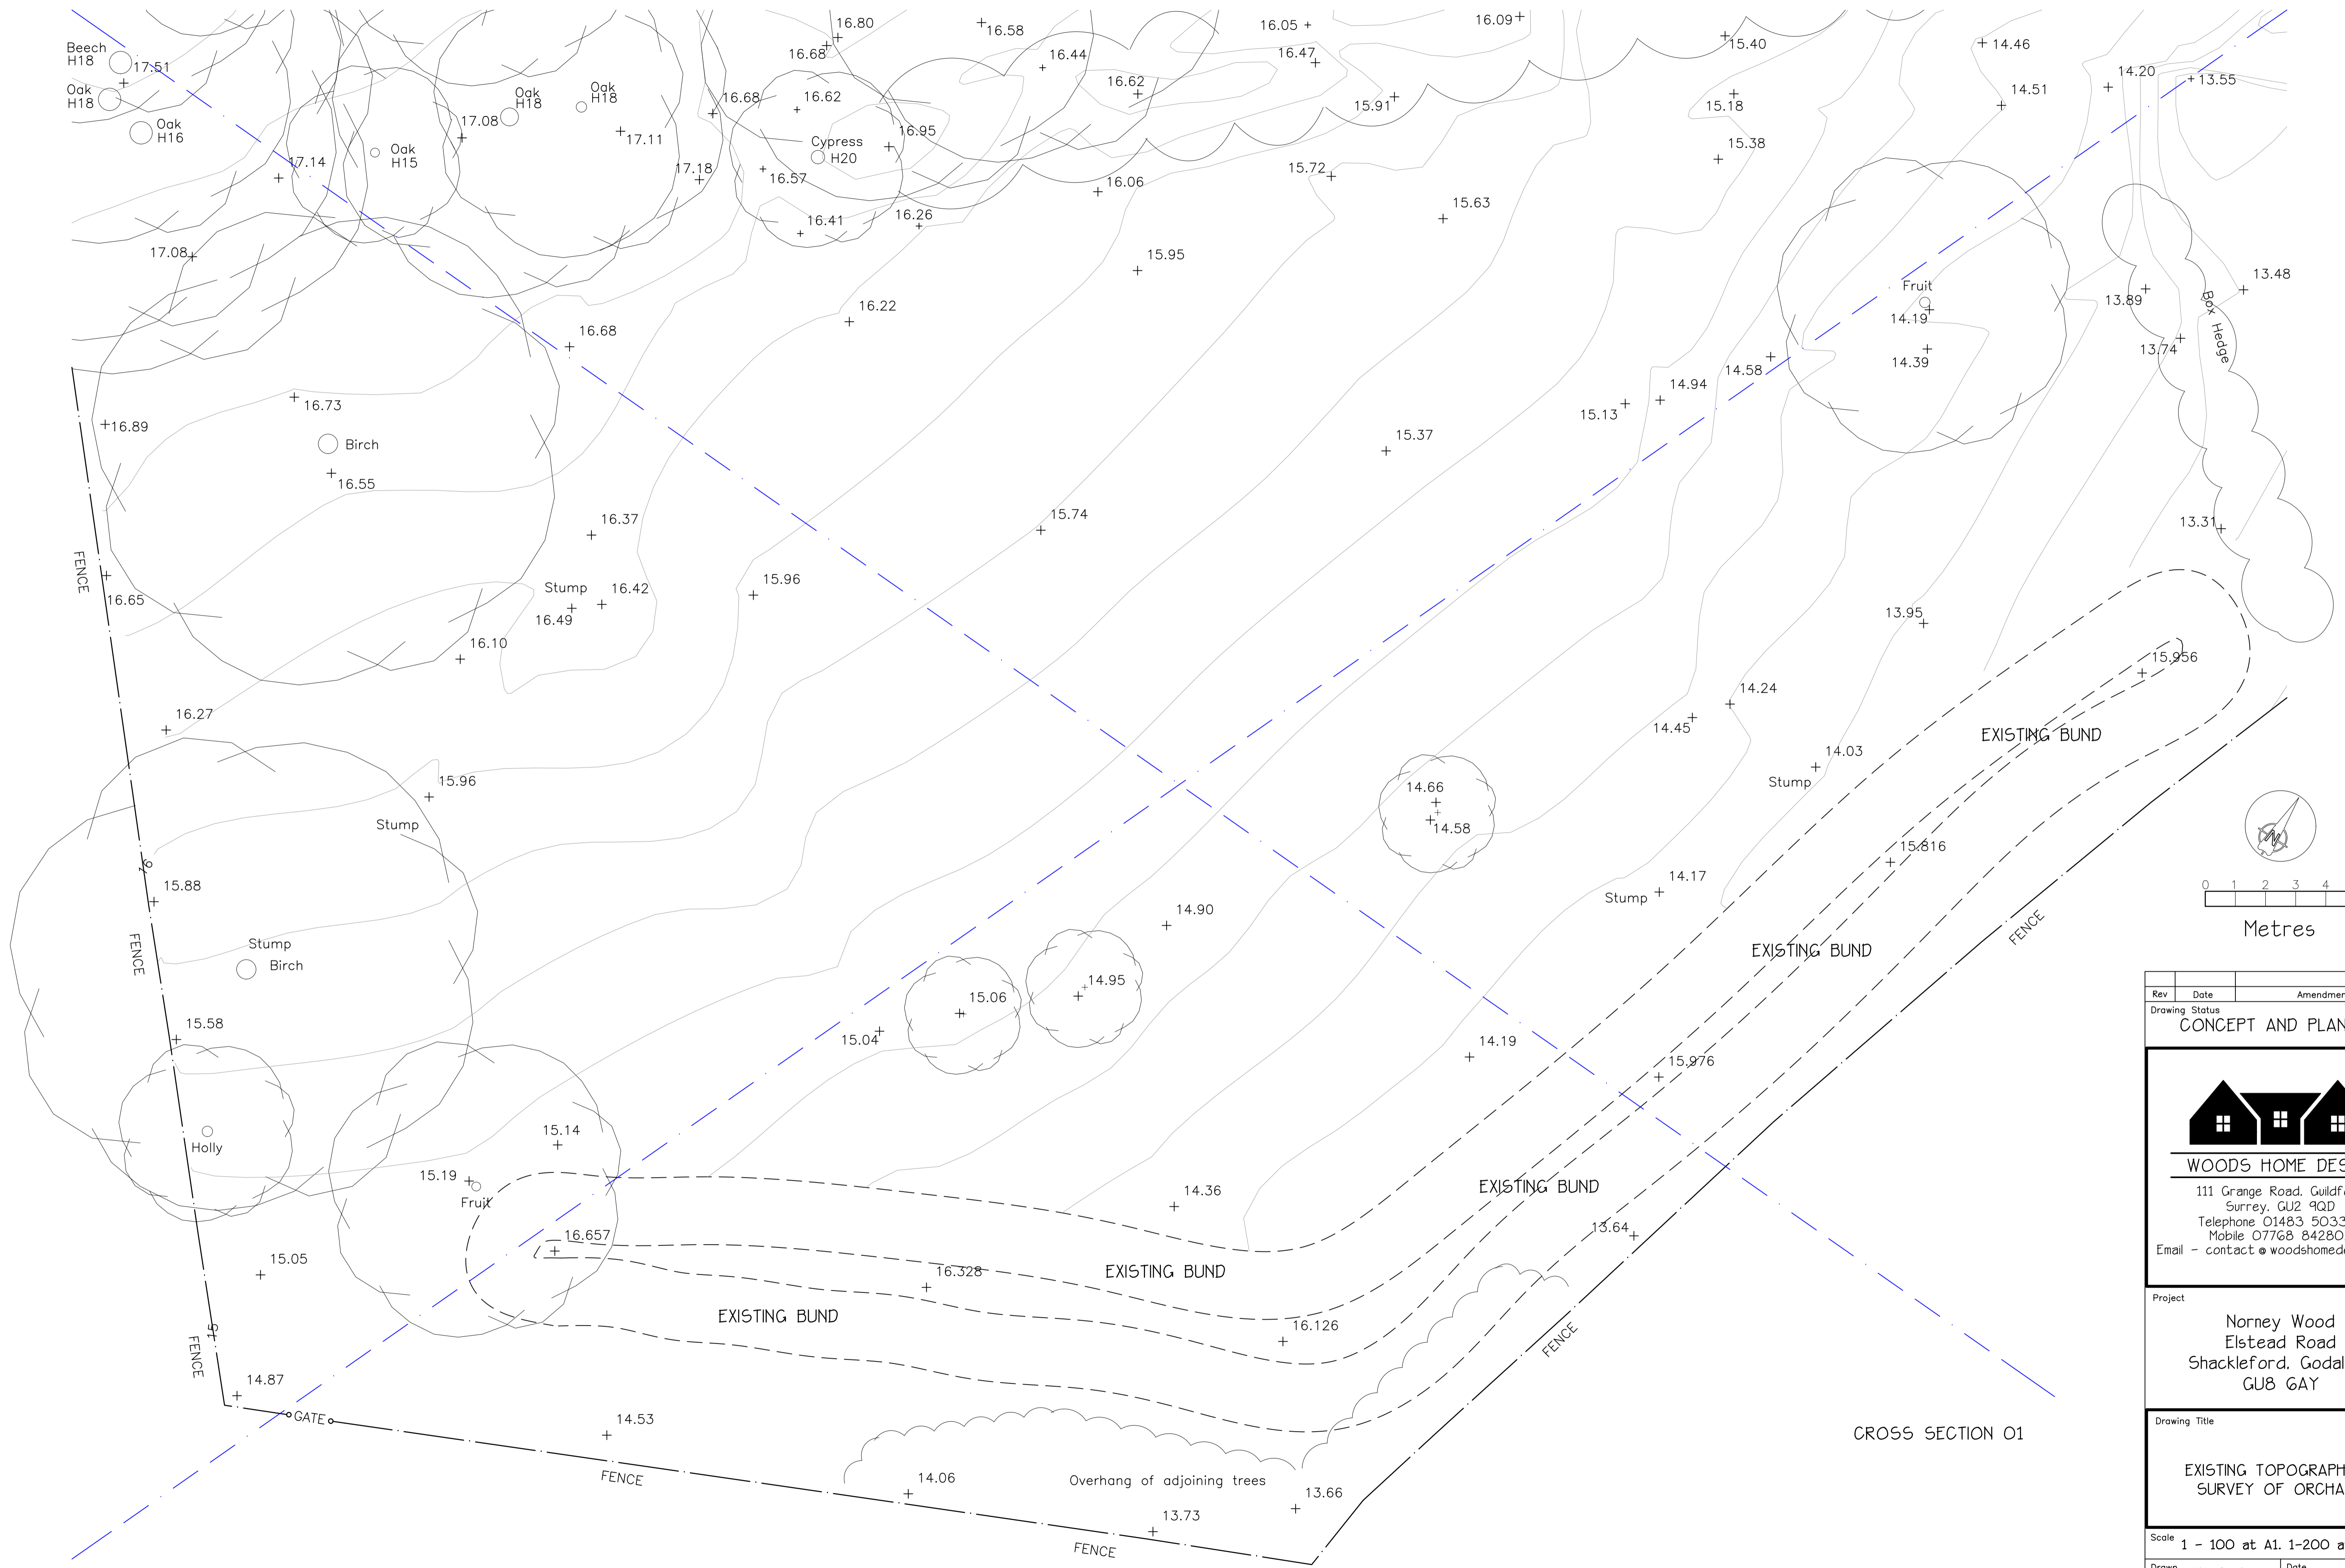 16.80
16.58
16.05
16.09
Beech
H18
17.51
16.68
16.44
16.47
15.40
14.46
Oak
H18
Oak
H18
Oak
H18
16.68
16.62
16.62
15.91
15.18
14.51
14.20
13.55
Oak
H16
17.08
17.11
16.95
Cypress
H20
15.38
17.14
Oak
H15
17.18
16.57
16.06
15.72
17.08
16.41
16.26
15.63
15.95
13.48
Fruit
13.89
14.19
Box Hedge
16.68
16.22
14.39
13.74
14.58
14.94
15.13
16.73
16.89
Birch
15.37
16.55
16.37
15.74
13.31
FENCE
16.65
Stump
16.42
16.49
15.96
13.95
16.10
15.956
16.27
14.24
14.45
EXISTING BUND
15.96
14.03
Stump
14.66
14.58
Stump
16
15.88
15.816
14.17
Stump
0 1 2 3 4
Metres
14.90
FENCE
FENCE
Stump
Birch
EXISTING BUND
15.06
14.95
15.58
15.04
14.19
15.976
Holly
15.14
15.19
Fruit
14.36
EXISTING BUND
16.657
13.64
15.05
16.328
EXISTING BUND
EXISTING BUND
16.126
15
FENCE
FENCE
14.87
GATE
14.53
FENCE
14.06
Overhang of adjoining trees
13.66
13.73
FENCE
CROSS SECTION 01
N
Rev Date Amendmen
Drawing Status
CONCEPT AND PLAN
WOODS HOME DES
111 Grange Road. Guildf
Surrey. GU2 9QD
Telephone 01483 5033
Mobile 07768 84280
Email - contact @ woodshomede
Project
Norney Wood
Elstead Road
Shackleford. Godal
GU8 6AY
Drawing Title
EXISTING TOPOGRAPH
SURVEY OF ORCHA
Scale 1 - 100 at A1. 1-200 a
Drawn Date